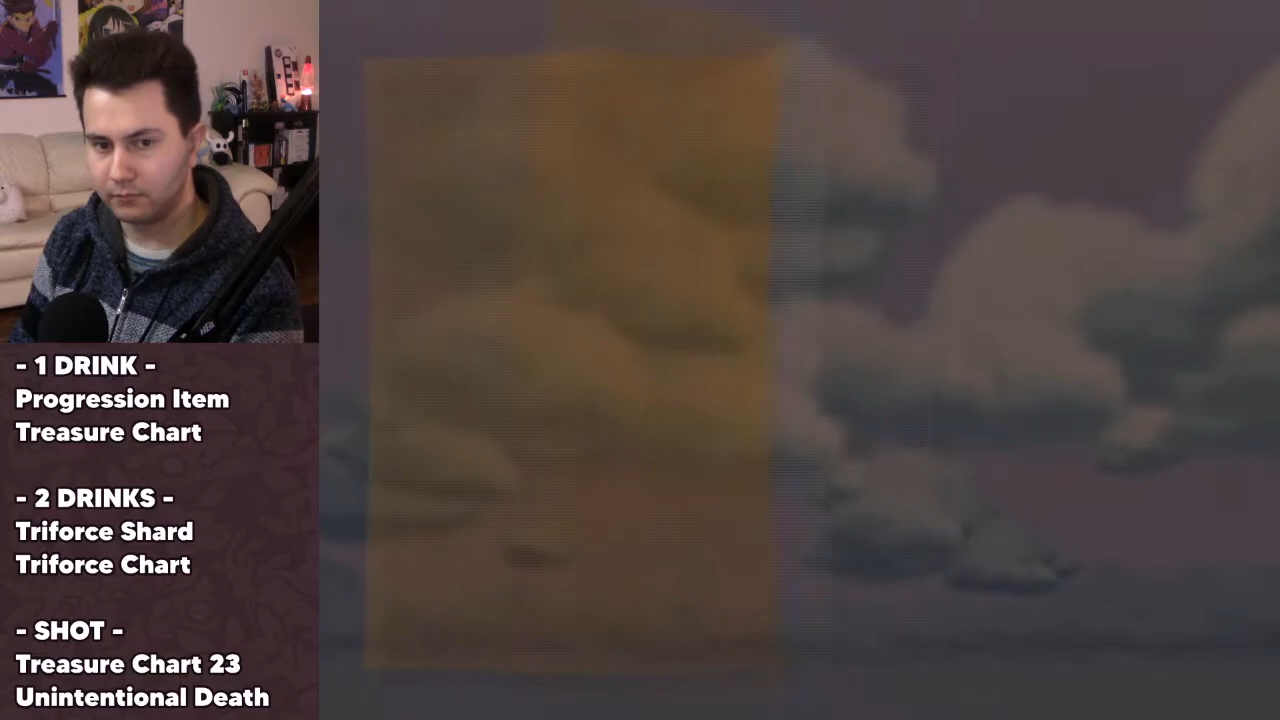 - 1 DRINK -
Progression Item
Treasure Chart
- 2 DRINKS -
Triforce Shard
Triforce Chart
- SHOT -
Treasure Chart 23
Unintentional Death